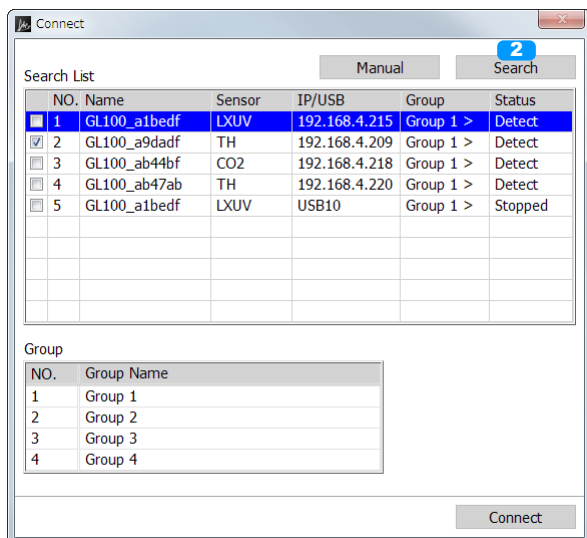 Connect
2
Manual Search
Search List
NO. Name Sensor IP/USB Group Status
1 GL100_a1bedf LXUV 192.168.4.215 Group 1 > Detect
2 GL100_a9dadf TH 192.168.4.209 Group 1 > Detect
3 GL100_ab44bf CO2 192.168.4.218 Group 1 > Detect
4 GL100_ab47ab TH 192.168.4.220 Group 1 > Detect
5 GL100_a1bedf LXUV USB10 Group 1 > Stopped
Group
NO. Group Name
1 Group 1
2 Group 2
3 Group 3
4 Group 4
Connect